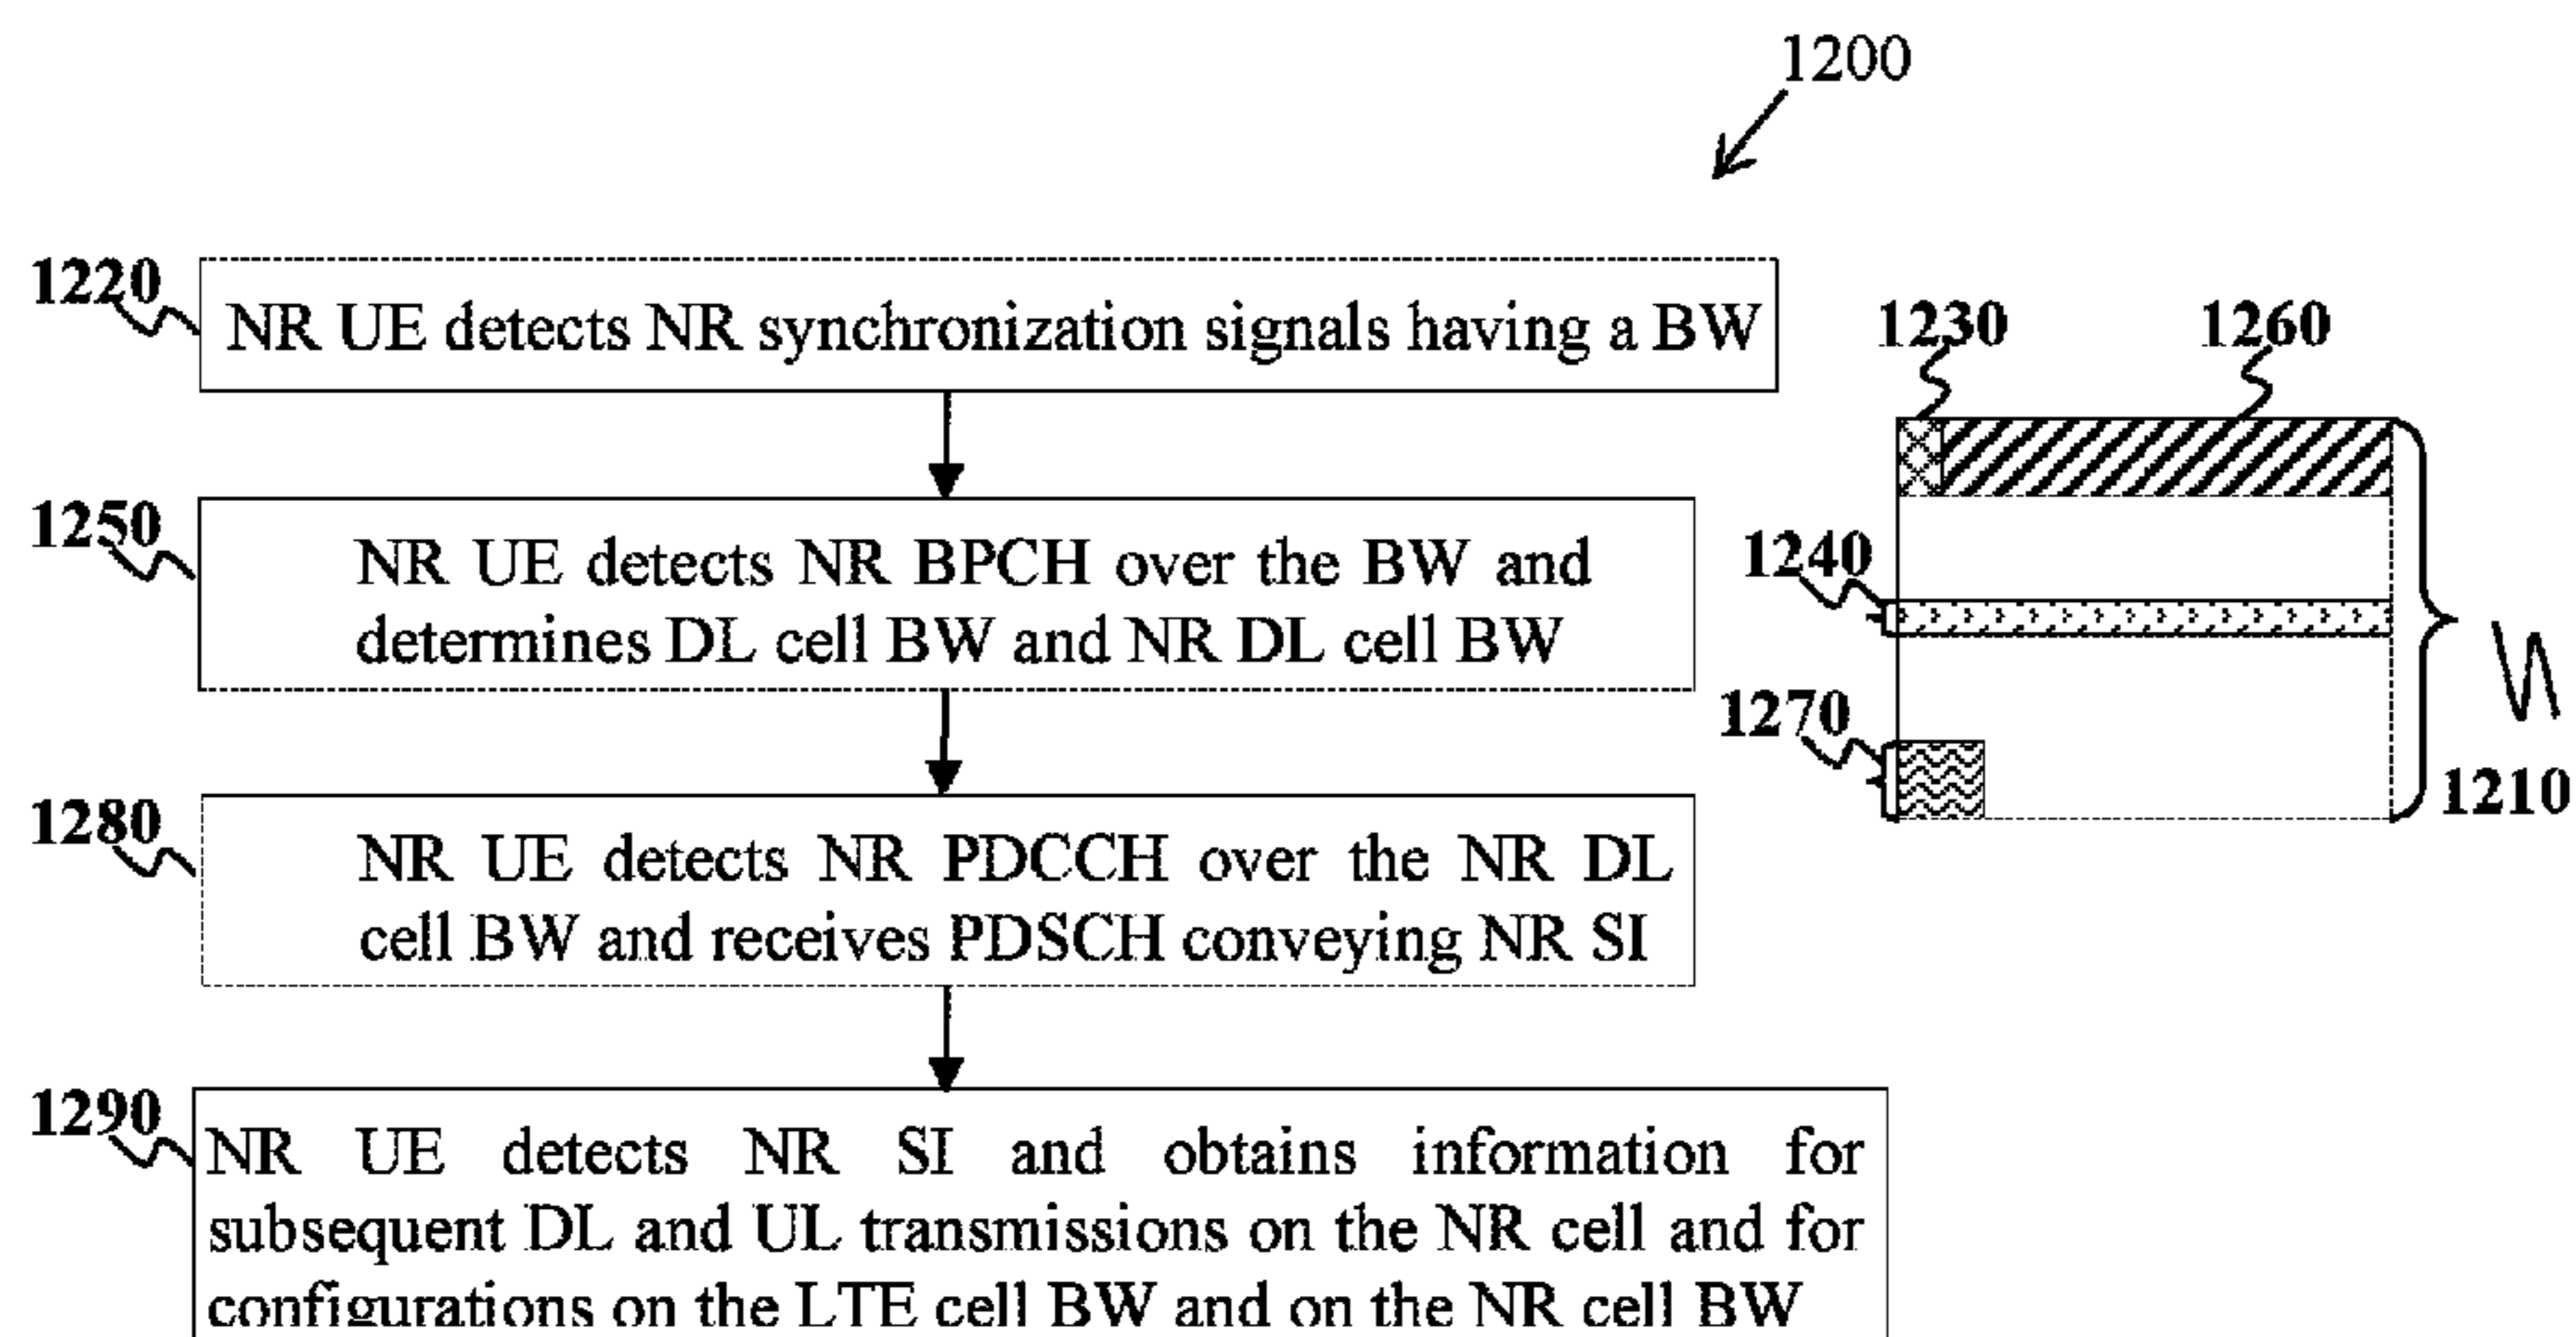 1200
1220
NR UE detects NR synchronization signals having a BW
1230
1260
1250
NR UE detects NR BPCH over the BW and
determines DL cell BW and NR DL cell BW
1240
1270
1210
1280
NR UE detects NR PDCCH over the NR DL
cell BW and receives PDSCH conveying NR SI
1290
NR UE detects NR SI and obtains information for
subsequent DL and UL transmissions on the NR cell and for
configurations on the LTE cell BW and on the NR cell BW